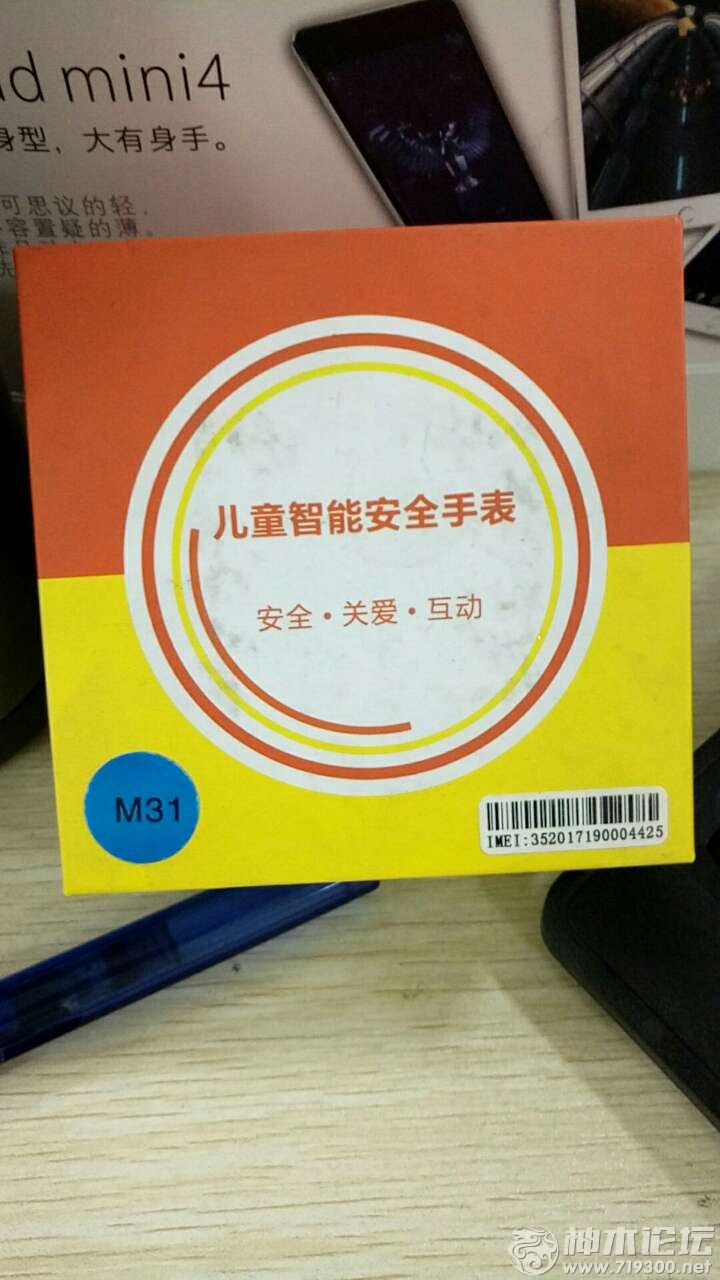 d mini4
身型，大有身手。
可思议的轻，
容置疑的薄。
儿童智能安全手表
安全·关爱·互动
M31
IMEI:352017190004425
神木论坛
www.719300.net